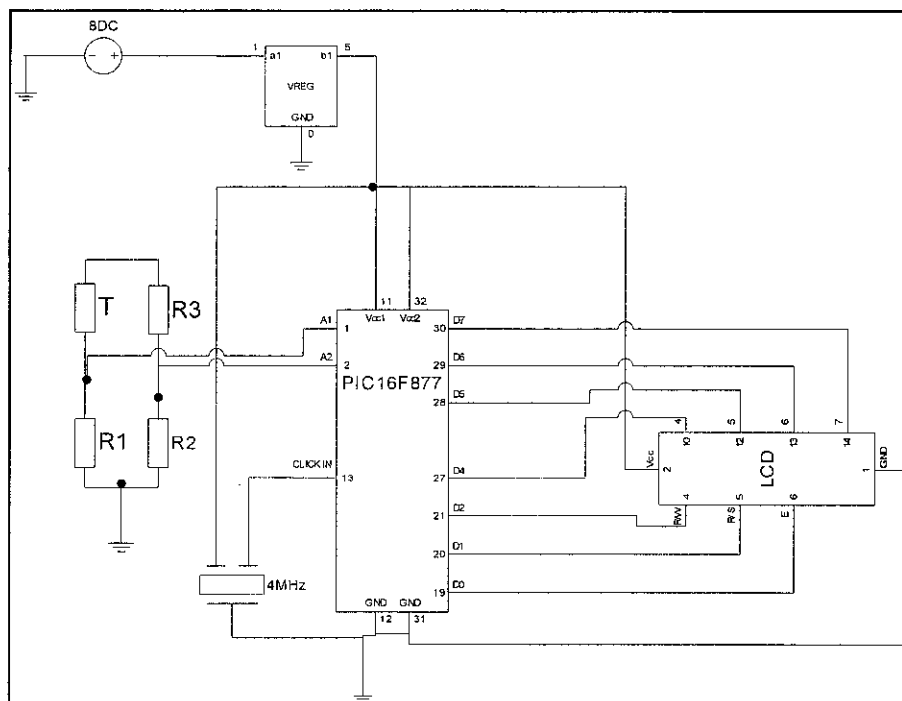 8DC
1 a1 b1 5
VREG
GND
D
11 32
Vcc1 Vcc2
T R3
A1 1 30 D7
A2 2 29 D6
PIC16F877
28 D5
R1 R2
4 5 6 7
10 12 13 14
Vcc 2 LCD 1 GND
CLICK IN 13 27 D4
4 5 6
R/W R/S E
21 D2
20 D1
19 D0
4MHz
GND GND
12 31